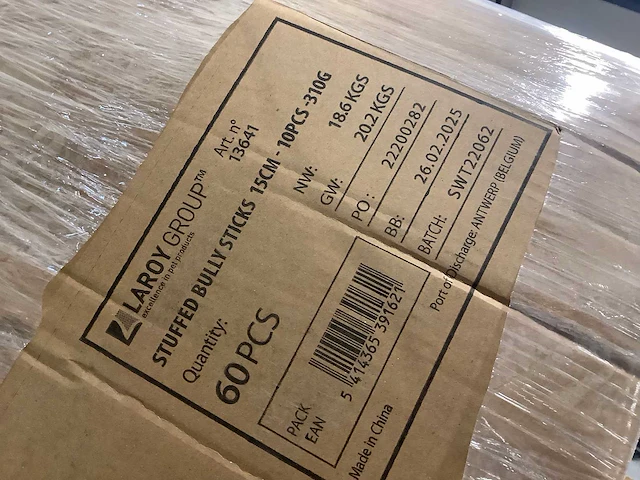 LAROY GROUP™
excellence in pet products
Art. n°
13641
STUFFED BULLY STICKS 15CM - 10PCS -310G
Quantity:
60 PCS
NW: 18.6 KGS
GW: 20.2 KGS
PO: 22200282
BB: 26.02.2025
BATCH: SWT22062
PACK
EAN
5 414365 391621
Port of Discharge: ANTWERP (BELGIUM)
Made in China